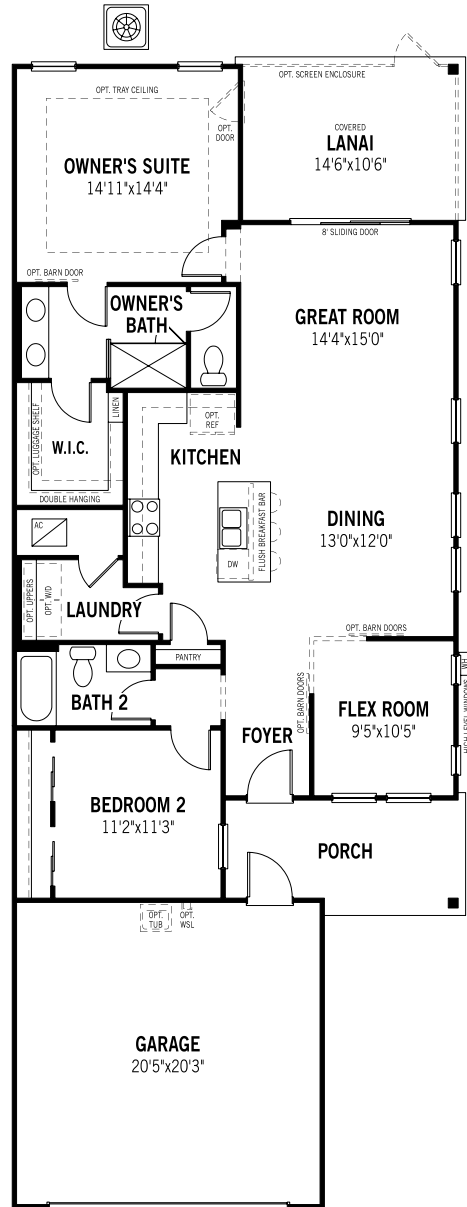 OPT. SCREEN ENCLOSURE
OPT. TRAY CEILING
OPT.
DOOR
COVERED
LANAI
14'6"x10'6"
OWNER'S SUITE
14'11"x14'4"
8' SLIDING DOOR
OPT. BARN DOOR
OWNER'S
BATH
GREAT ROOM
14'4"x15'0"
OPT. LUGGAGE SHELF
LINEN
W.I.C.
DOUBLE HANGING
OPT.
REF
KITCHEN
DW
FLUSH BREAKFAST BAR
DINING
13'0"x12'0"
AC
OPT. UPPERS
OPT. W/D
LAUNDRY
OPT. BARN DOORS
PANTRY
BATH 2
OPT. BARN DOORS
FOYER
FLEX ROOM
9'5"x10'5"
WH
BEDROOM 2
11'2"x11'3"
PORCH
OPT.
TUB
OPT.
WSL
GARAGE
20'5"x20'3"